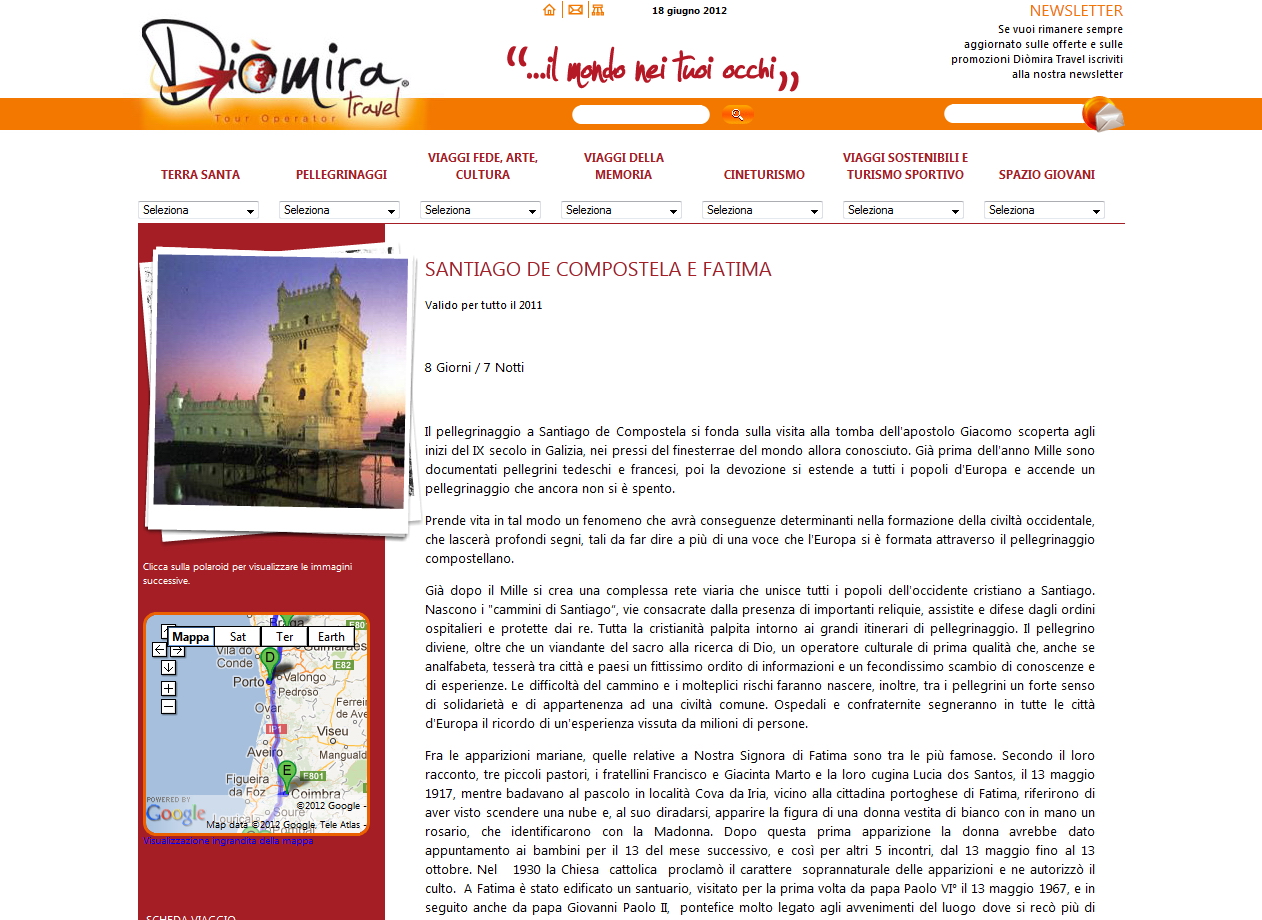 18 giugno 2012
NEWSLETTER
Se vuoi rimanere sempre
aggiornato sulle offerte e sulle
promozioni Diòmira Travel iscriviti
alla nostra newsletter
Diòmira
travel
Tour Operator
“...il mondo nei tuoi occhi„
TERRA SANTA
PELLEGRINAGGI
VIAGGI FEDE, ARTE,
CULTURA
VIAGGI DELLA
MEMORIA
CINETURISMO
VIAGGI SOSTENIBILI E
TURISMO SPORTIVO
SPAZIO GIOVANI
Seleziona
Seleziona
Seleziona
Seleziona
Seleziona
Seleziona
Seleziona
SANTIAGO DE COMPOSTELA E FATIMA
Valido per tutto il 2011
8 Giorni / 7 Notti
Il pellegrinaggio a Santiago de Compostela si fonda sulla visita alla tomba dell'apostolo Giacomo scoperta agli
inizi del IX secolo in Galizia, nei pressi del finesterrae del mondo allora conosciuto. Già prima dell'anno Mille sono
documentati pellegrini tedeschi e francesi, poi la devozione si estende a tutti i popoli d'Europa e accende un
pellegrinaggio che ancora non si è spento.
Prende vita in tal modo un fenomeno che avrà conseguenze determinanti nella formazione della civiltà occidentale,
che lascerà profondi segni, tali da far dire a più di una voce che l'Europa si è formata attraverso il pellegrinaggio
compostellano.
Già dopo il Mille si crea una complessa rete viaria che unisce tutti i popoli dell'occidente cristiano a Santiago.
Nascono i "cammini di Santiago", vie consacrate dalla presenza di importanti reliquie, assistite e difese dagli ordini
ospitalieri e protette dai re. Tutta la cristianità palpita intorno ai grandi itinerari di pellegrinaggio. Il pellegrino
diviene, oltre che un viandante del sacro alla ricerca di Dio, un operatore culturale di prima qualità che, anche se
analfabeta, tesserà tra città e paesi un fittissimo ordito di informazioni e un fecondissimo scambio di conoscenze e
di esperienze. Le difficoltà del cammino e i molteplici rischi faranno nascere, inoltre, tra i pellegrini un forte senso
di solidarietà e di appartenenza ad una civiltà comune. Ospedali e confraternite segneranno in tutte le città
d'Europa il ricordo di un'esperienza vissuta da milioni di persone.
Fra le apparizioni mariane, quelle relative a Nostra Signora di Fatima sono tra le più famose. Secondo il loro
racconto, tre piccoli pastori, i fratellini Francisco e Giacinta Marto e la loro cugina Lucia dos Santos, il 13 maggio
1917, mentre badavano al pascolo in località Cova da Iria, vicino alla cittadina portoghese di Fatima, riferirono di
aver visto scendere una nube e, al suo diradarsi, apparire la figura di una donna vestita di bianco con in mano un
rosario, che identificarono con la Madonna. Dopo questa prima apparizione la donna avrebbe dato
appuntamento ai bambini per il 13 del mese successivo, e così per altri 5 incontri, dal 13 maggio fino al 13
ottobre. Nel 1930 la Chiesa cattolica proclamò il carattere soprannaturale delle apparizioni e ne autorizzò il
culto. A Fatima è stato edificato un santuario, visitato per la prima volta da papa Paolo VI° il 13 maggio 1967, e in
seguito anche da papa Giovanni Paolo II, pontefice molto legato agli avvenimenti del luogo dove si recò più di
Clicca sulla polaroid per visualizzare le immagini
successive.
Mappa
Sat
Ter
Earth
Braga
Guimarães
Vila do
Conde
E82
D
Porto
Valongo
Pedroso
Ovar
Ferreira
de Ave
IP1
Viseu
Aveiro
Manguald
E
E801
Figueira
da Foz
Coimbra
POWERED BY
Google
©2012 Google -
Soure
Map data ©2012 Google, Tele Atlas -
Visualizzazione ingrandita della mappa
SCHEDA VIAGGIO